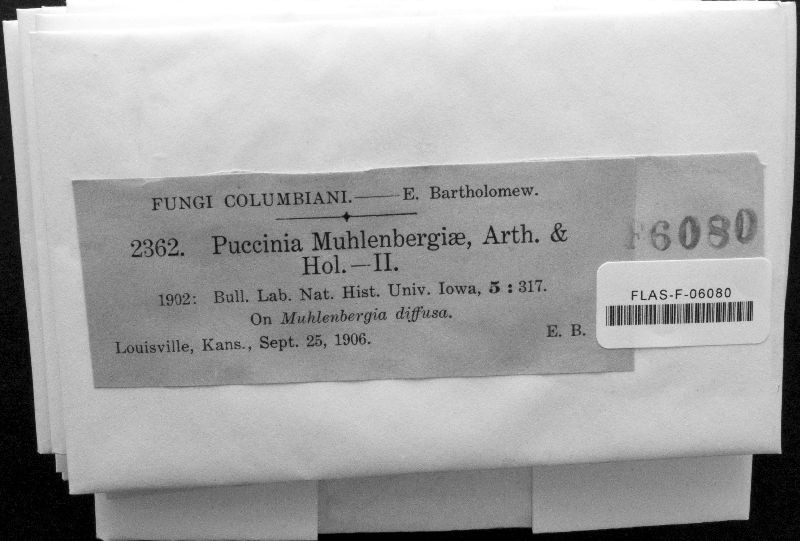 FUNGI COLUMBIANI.—E. Bartholomew.
2362. Puccinia Muhlenbergiæ, Arth. &
Hol.—II.
1902: Bull. Lab. Nat. Hist. Univ. Iowa, 5 : 317.
On Muhlenbergia diffusa.
Louisville, Kans., Sept. 25, 1906.
E. B.
F6080
FLAS-F-06080